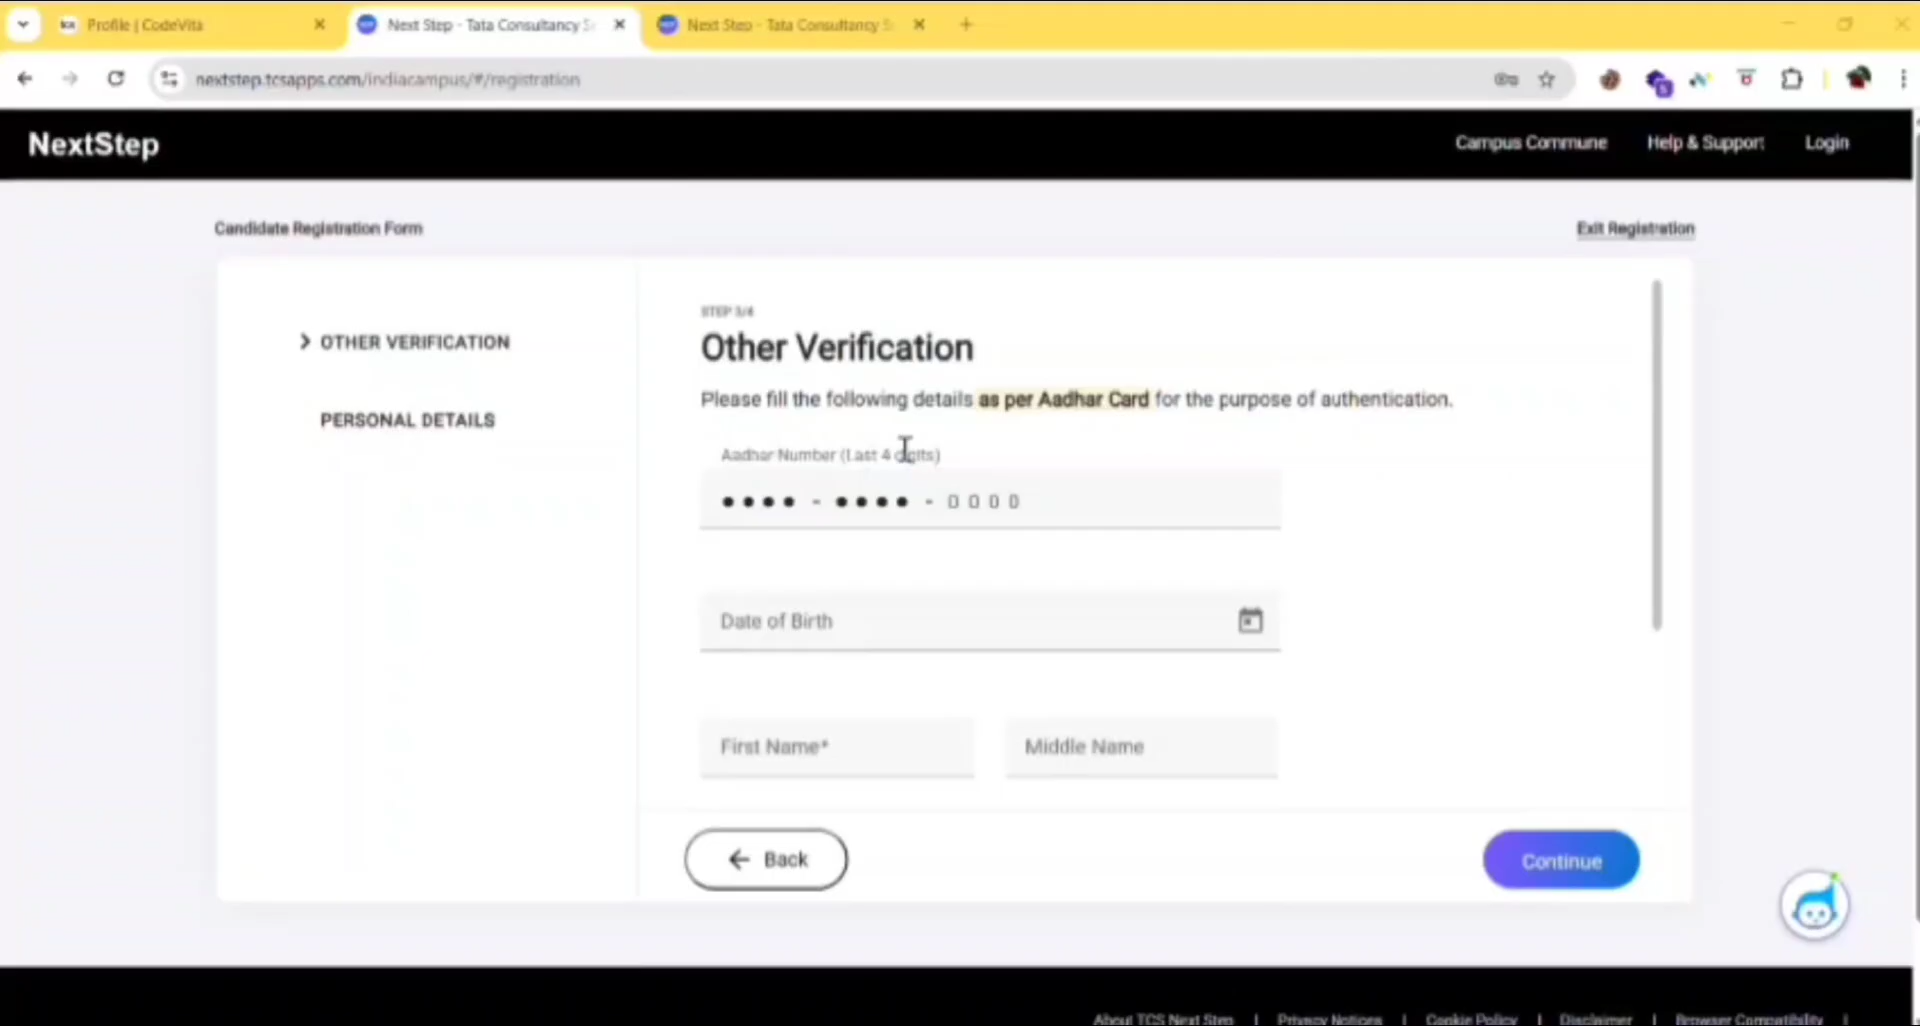 Profile | CodeVita
Next Step - Tata Consultancy S
Next Step - Tata Consultancy S
nextstep.tcsapps.com/indiacampus/#/registration
NextStep
Campus Commune
Help & Support
Login
Candidate Registration Form
Exit Registration
OTHER VERIFICATION
PERSONAL DETAILS
STEP 3/4
Other Verification
Please fill the following details as per Aadhar Card for the purpose of authentication.
Aadhar Number (Last 4 digits)
•••• - •••• - 0000
Date of Birth
First Name*
Middle Name
Back
Continue
About TCS Next Step | Privacy Notices | Cookie Policy | Disclaimer | Browser Compatibility |